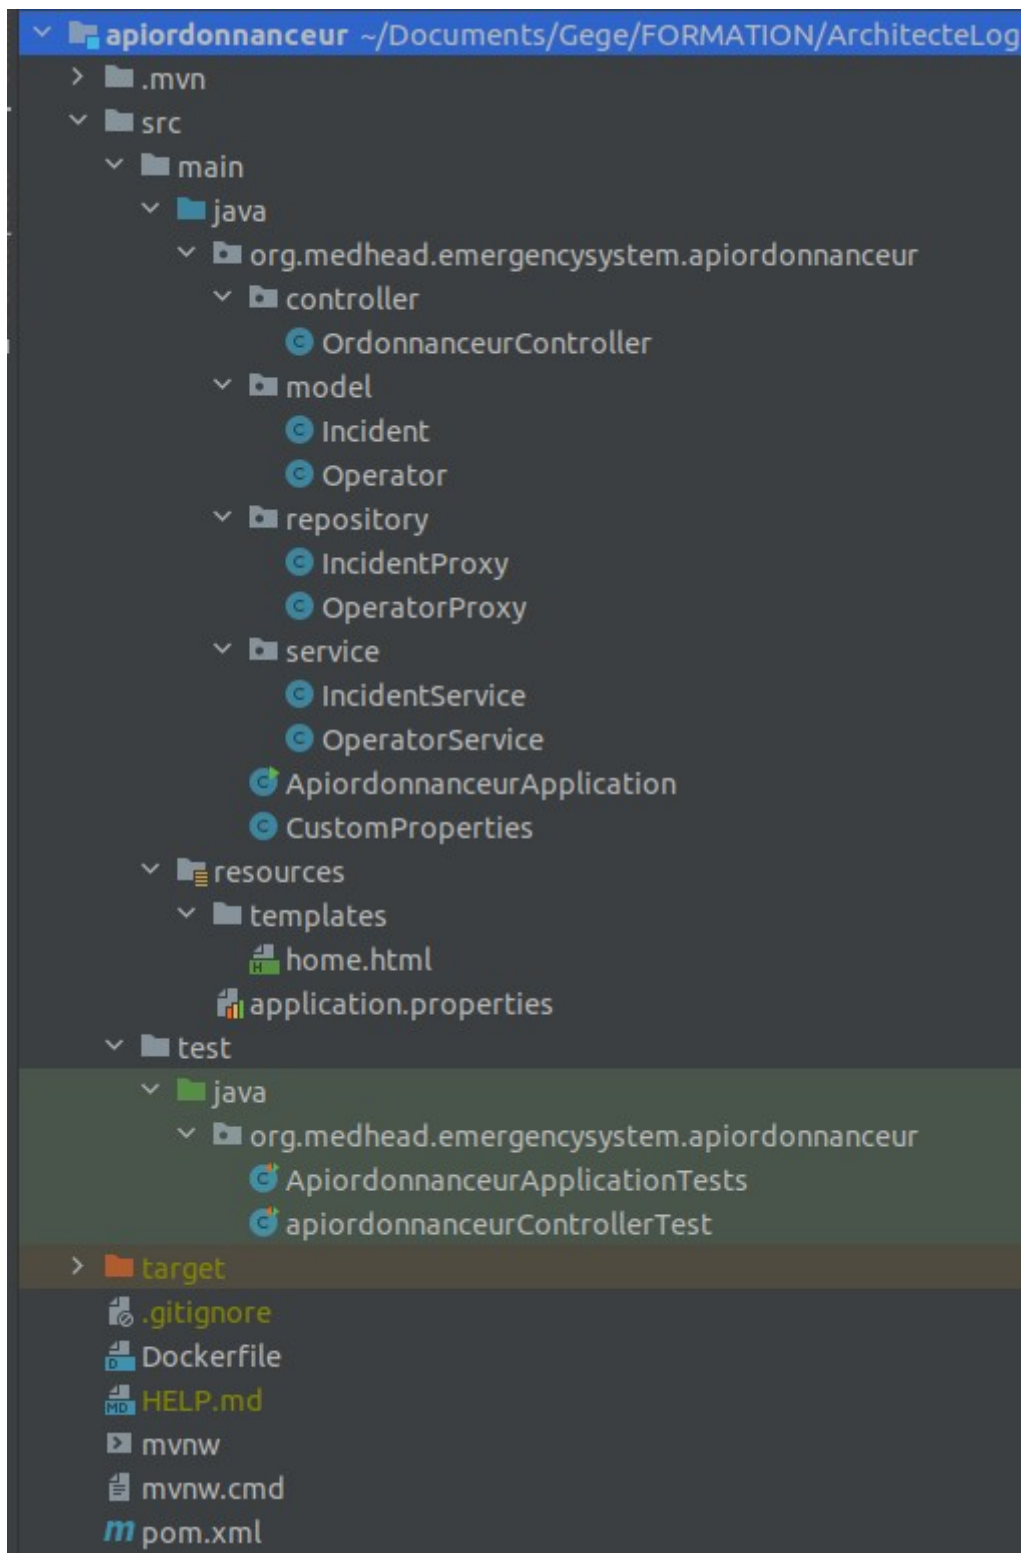 apiordonnanceur ~/Documents/Gege/FORMATION/ArchitecteLog
.mvn
src
main
java
org.medhead.emergencysystem.apiordonnanceur
controller
OrdonnanceurController
model
Incident
Operator
repository
IncidentProxy
OperatorProxy
service
IncidentService
OperatorService
ApiordonnanceurApplication
CustomProperties
resources
templates
home.html
application.properties
test
java
org.medhead.emergencysystem.apiordonnanceur
ApiordonnanceurApplicationTests
apiordonnanceurControllerTest
target
.gitignore
Dockerfile
HELP.md
mvnw
mvnw.cmd
pom.xml